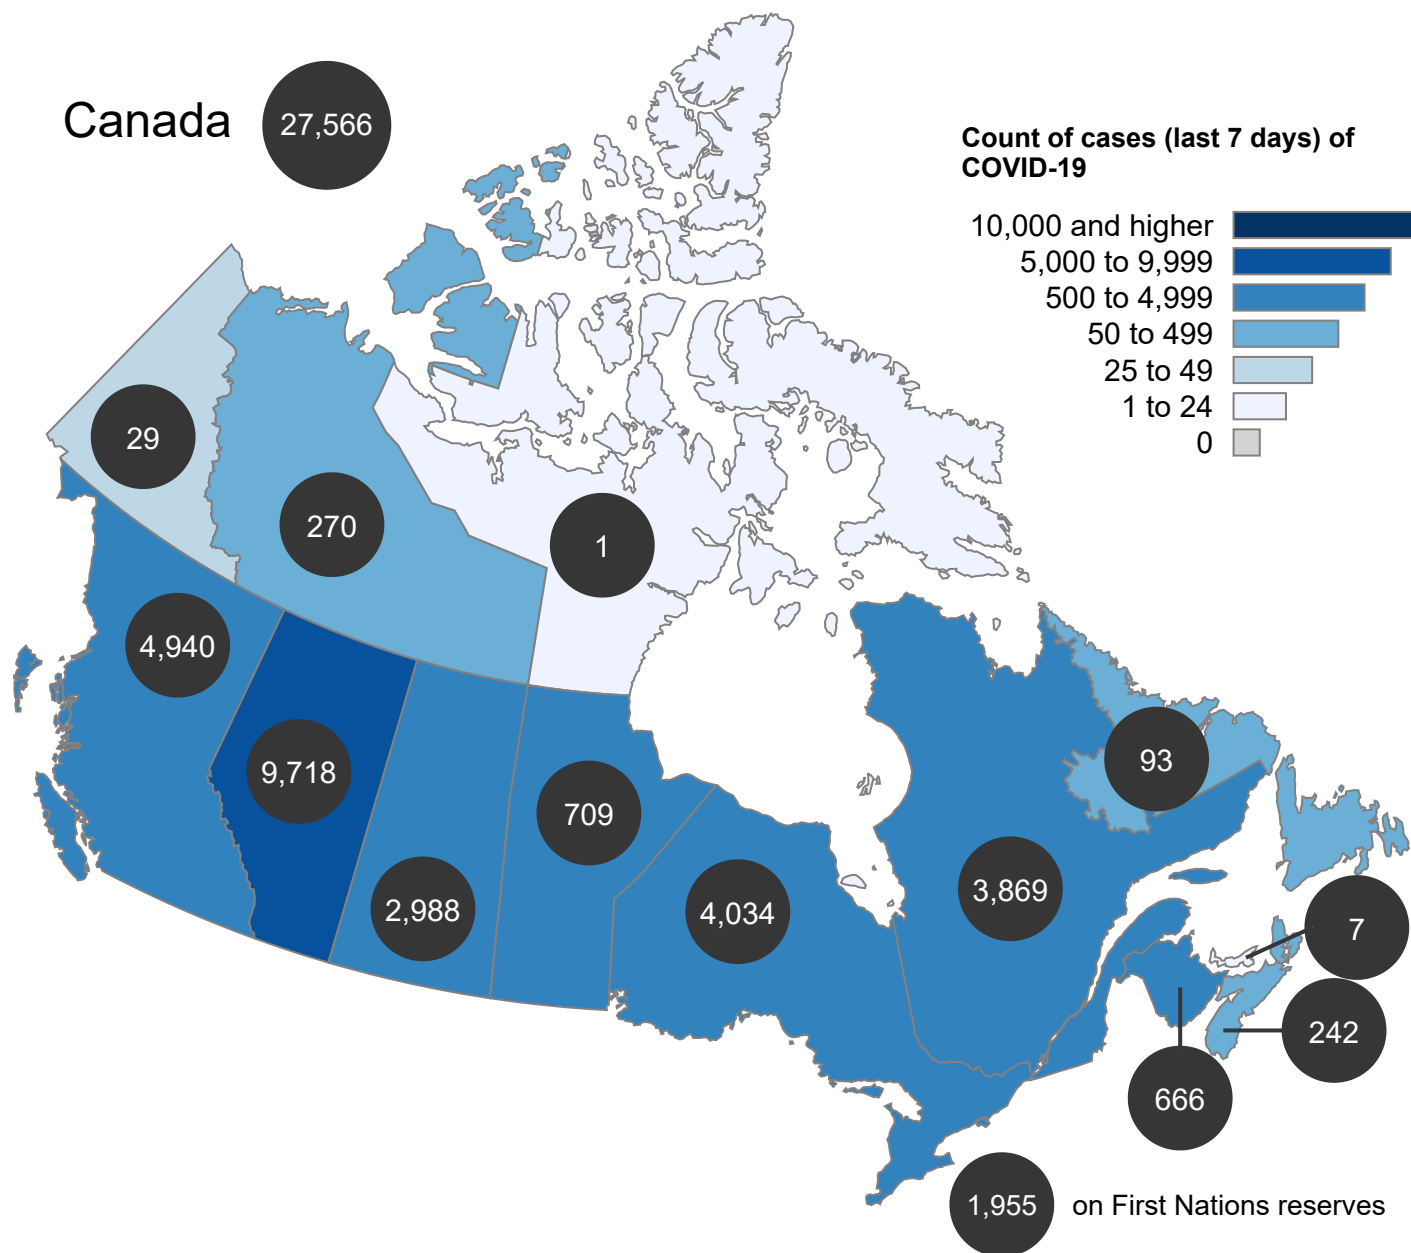 Canada
27,566
Count of cases (last 7 days) of
COVID-19
10,000 and higher
5,000 to 9,999
500 to 4,999
50 to 499
25 to 49
1 to 24
0
29
270
1
4,940
9,718
2,988
709
4,034
3,869
93
7
242
666
1,955
on First Nations reserves